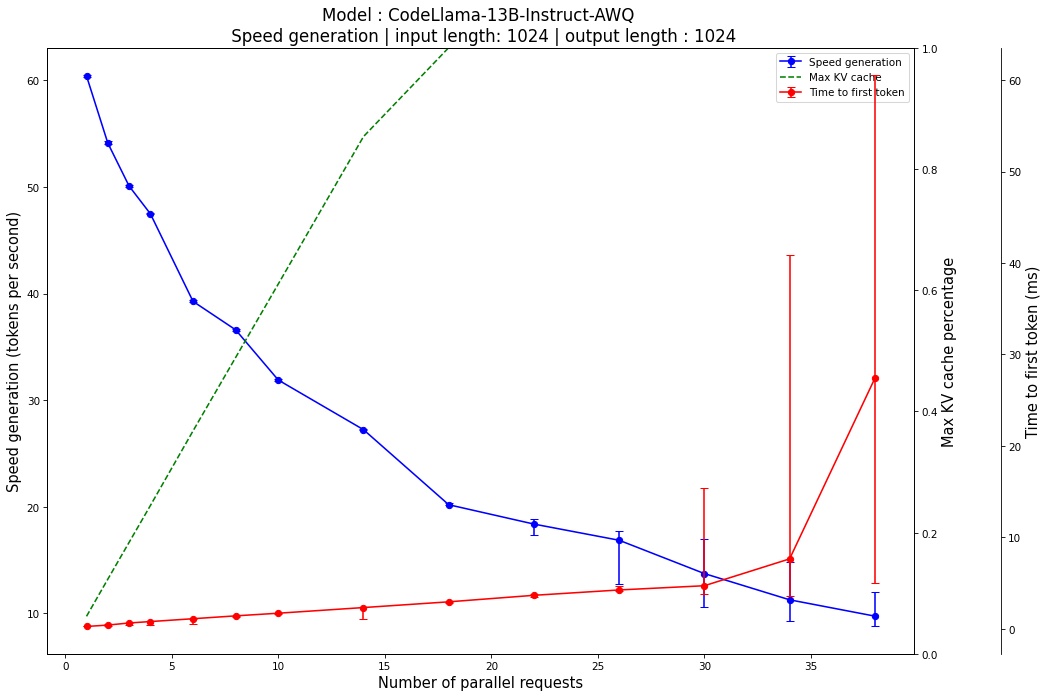 Model : CodeLlama-13B-Instruct-AWQ
Speed generation | input length: 1024 | output length : 1024
Speed generation
Max KV cache
Time to first token
Speed generation (tokens per second)
60
50
40
30
20
10
0 5 10 15 20 25 30 35
Number of parallel requests
1.0
0.8
0.6
0.4
0.2
0.0
Max KV cache percentage
60
50
40
30
20
10
0
Time to first token (ms)